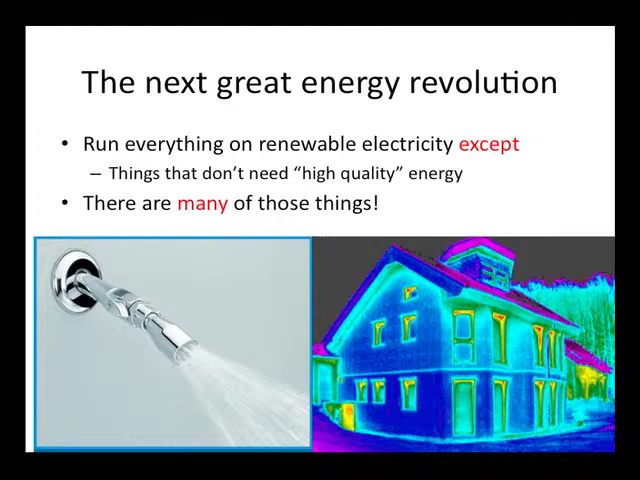 The next great energy revolution
• Run everything on renewable electricity except
– Things that don’t need “high quality” energy
• There are many of those things!